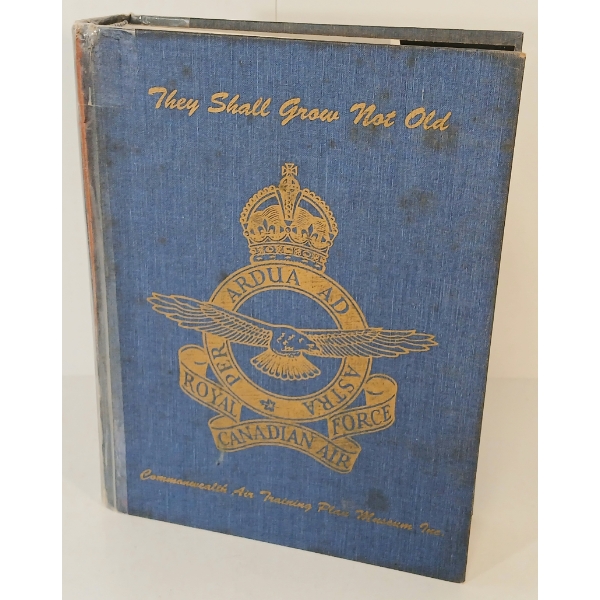 They Shall Grow Not Old
PER ARDUA AD ASTRA
ROYAL CANADIAN AIR FORCE
Commonwealth Air Training Plan Museum Inc.